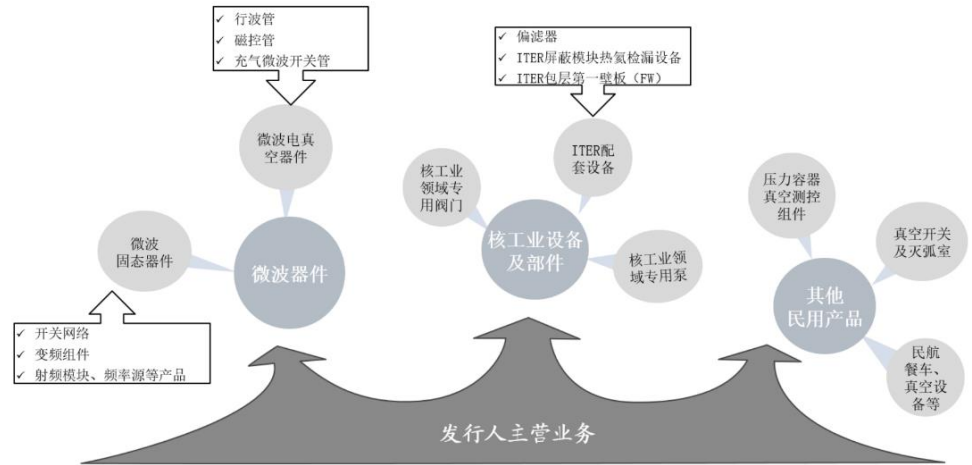 ✓ 行波管
✓ 磁控管
✓ 充气微波开关管
微波电真
空器件
微波
固态器件
微波器件
✓ 开关网络
✓ 变频组件
✓ 射频模块、频率源等产品
✓ 偏滤器
✓ ITER屏蔽模块热氦检漏设备
✓ ITER包层第一壁板（FW）
ITER配
套设备
核工业
领域专
用阀门
核工业设备
及部件
核工业领
域专用泵
压力容器
真空测控
组件
真空开关
及灭弧室
其他
民用产品
民航
餐车、
真空设
备等
发行人主营业务